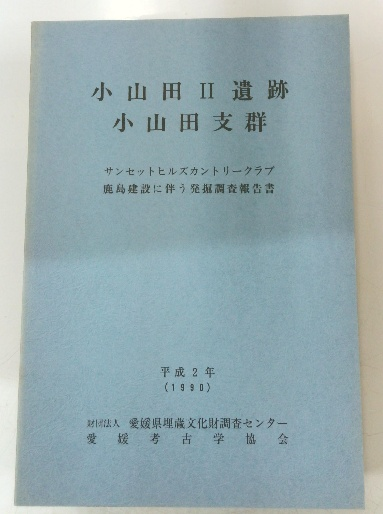 小山田II遺跡
小山田支群
サンセットヒルズカントリークラブ
鹿島建設に伴う発掘調査報告書
平成2年
(1990)
財団法人 愛媛県埋蔵文化財調査センター
愛媛考古学協会